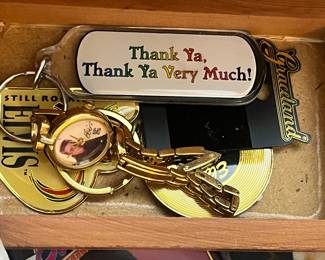 Thank Ya,
Thank Ya Very Much!
Graceland
STILL RO
ELVIS